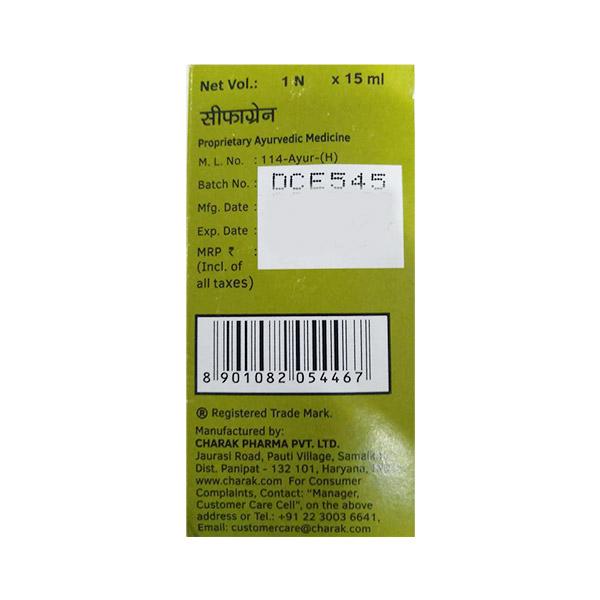 Net Vol.: 1 N x 15 ml
सीफाग्रेन
Proprietary Ayurvedic Medicine
M. L. No. : 114-Ayur-(H)
Batch No. : DCE545
Mfg. Date :
Exp. Date :
MRP ₹ :
(Incl. of
all taxes)
8 901082 054467
® Registered Trade Mark.
Manufactured by:
CHARAK PHARMA PVT. LTD.
Jaurasi Road, Pauti Village,
Dist. Panipat - 132 101, Haryana,
www.charak.com For Consumer
Complaints, Contact: "Manager,
Customer Care Cell", on the above
address or Tel.: +91 22 3003 6641,
Email: customercare@charak.com